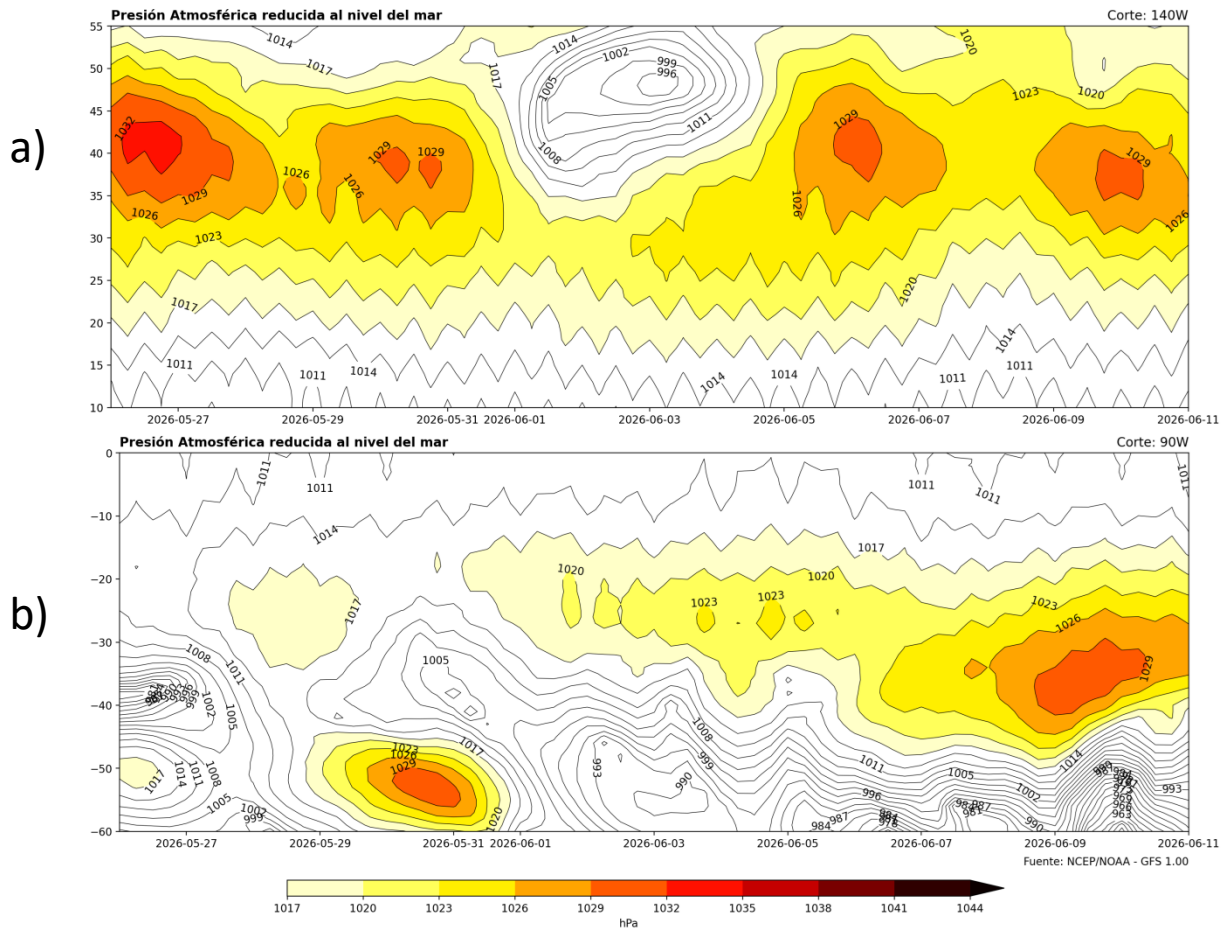 Presión Atmosférica reducida al nivel del mar Corte: 140W
a)
55
50
45
40
35
30
25
20
15
10
1014 1014 1020
1017 1017 1002 999 996 1005 1011 1008 1023 1020
1032 1029 1029 1029 1029
1026 1026 1029 1026 1026 1026
1023
1017 1020
1014
1011 1011 1014 1014 1011 1011
2026-05-27 2026-05-29 2026-05-31 2026-06-01 2026-06-03 2026-06-05 2026-06-07 2026-06-09 2026-06-11
Presión Atmosférica reducida al nivel del mar Corte: 90W
b)
0
−10
−20
−30
−40
−50
−60
1011 1011 1011 1011 1011
1014 1017
1020 1020
1017 1023 1023 1023
1026
1008 1011 1005 1029
999 1002 1005 1008
1017 1023 1026 1029 1017 999 1014
1017 1014 1011 1008 993 990 1011 1005
1005 1002 999 1020 996 987 984 1002 990 993
987 981 978 973 969 966 963
2026-05-27 2026-05-29 2026-05-31 2026-06-01 2026-06-03 2026-06-05 2026-06-07 2026-06-09 2026-06-11
Fuente: NCEP/NOAA - GFS 1.00
1017 1020 1023 1026 1029 1032 1035 1038 1041 1044
hPa